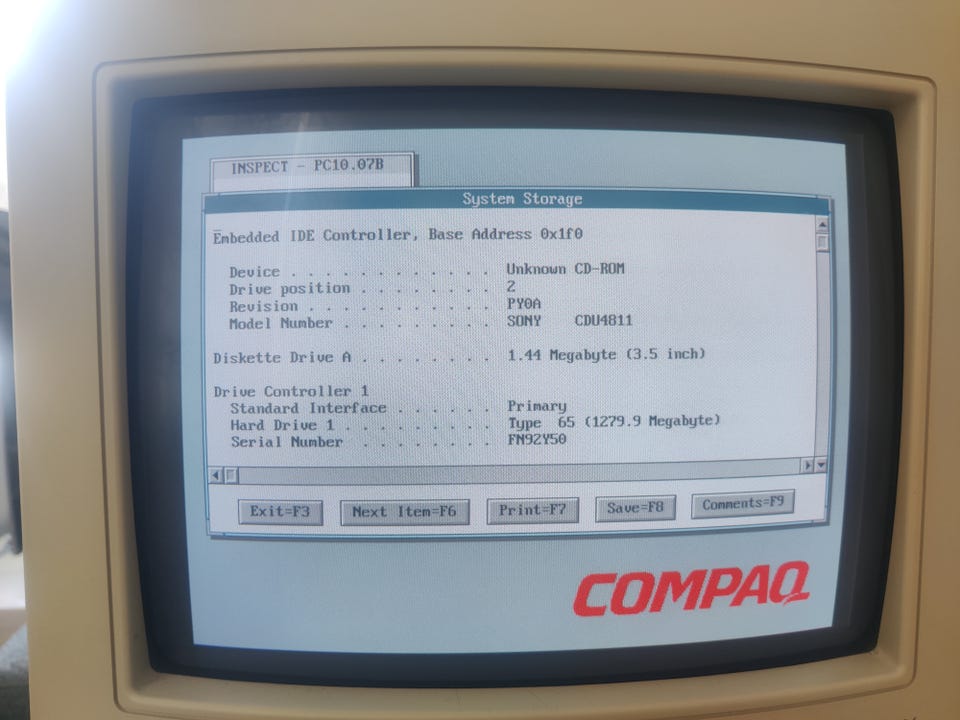 INSPECT - PC10.07B
System Storage
Embedded IDE Controller, Base Address 0x1f0
Device . . . . . . . . . . . . Unknown CD-ROM
Drive position . . . . . . . . 2
Revision . . . . . . . . . . . PY0A
Model Number . . . . . . . . . SONY    CDU4811
Diskette Drive A . . . . . . . . 1.44 Megabyte (3.5 inch)
Drive Controller 1
Standard Interface . . . . . . Primary
Hard Drive 1 . . . . . . . . . Type  65 (1279.9 Megabyte)
Serial Number  . . . . . . . . FN92Y50
Exit=F3 Next Item=F6 Print=F7 Save=F8 Comments=F9
COMPAQ